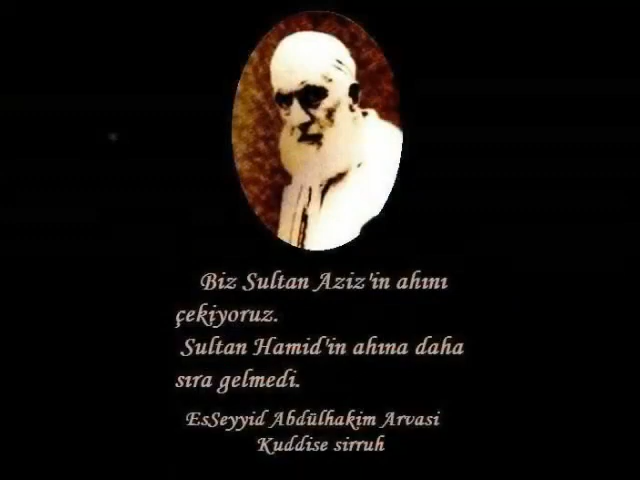 Biz Sultan Aziz'in ahını
çekiyoruz.
Sultan Hamid'in ahına daha
sıra gelmedi.
EsSeyyid Abdülhakim Arvasi
Kuddise sirruh